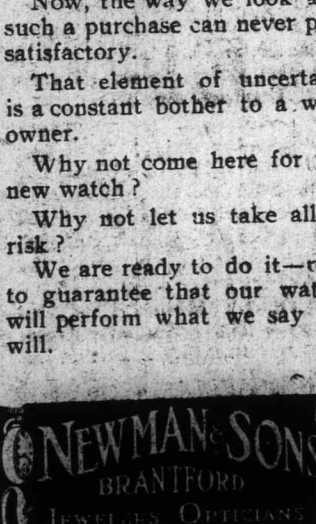 Now, the way we look
such a purchase can never p
satisfactory.
That element of uncerta
is a constant bother to a w
owner.
Why not come here for
new watch?
Why not let us take all
risk?
We are ready to do it—r
to guarantee that our wat
will perform what we say
will.
NEWMAN & SONS
BRANTFORD
JEWELERS OPTICIANS